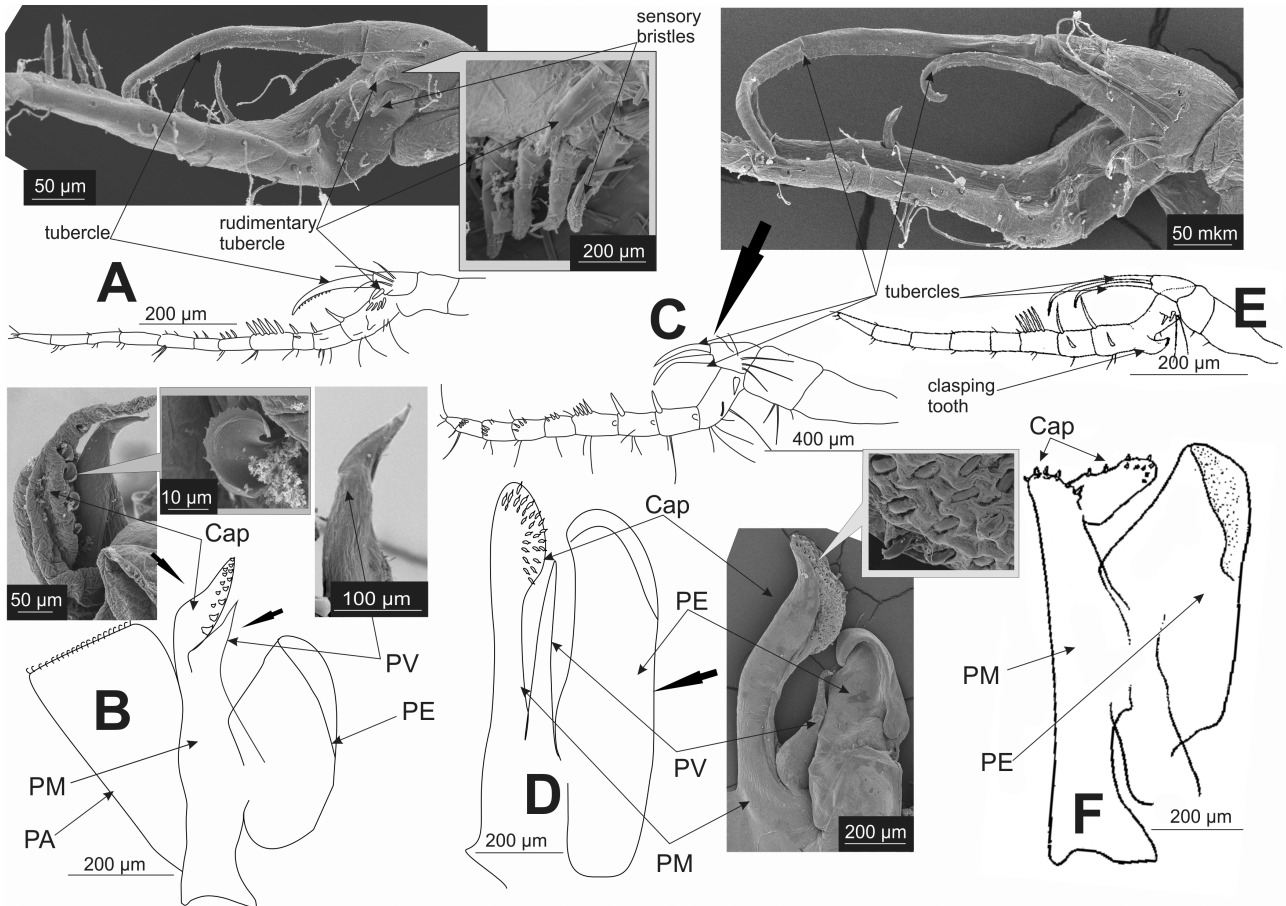 sensory
bristles
50 µm
200 µm
50 mkm
tubercle
rudimentary
tubercle
A
200 µm
C
tubercles
E
clasping
tooth
200 µm
400 µm
50 µm
10 µm
100 µm
Cap
Cap
Cap
PE
B
PV
PE
PM
PA
200 µm
D
PV
PM
200 µm
200 µm
PM
PE
F
200 µm